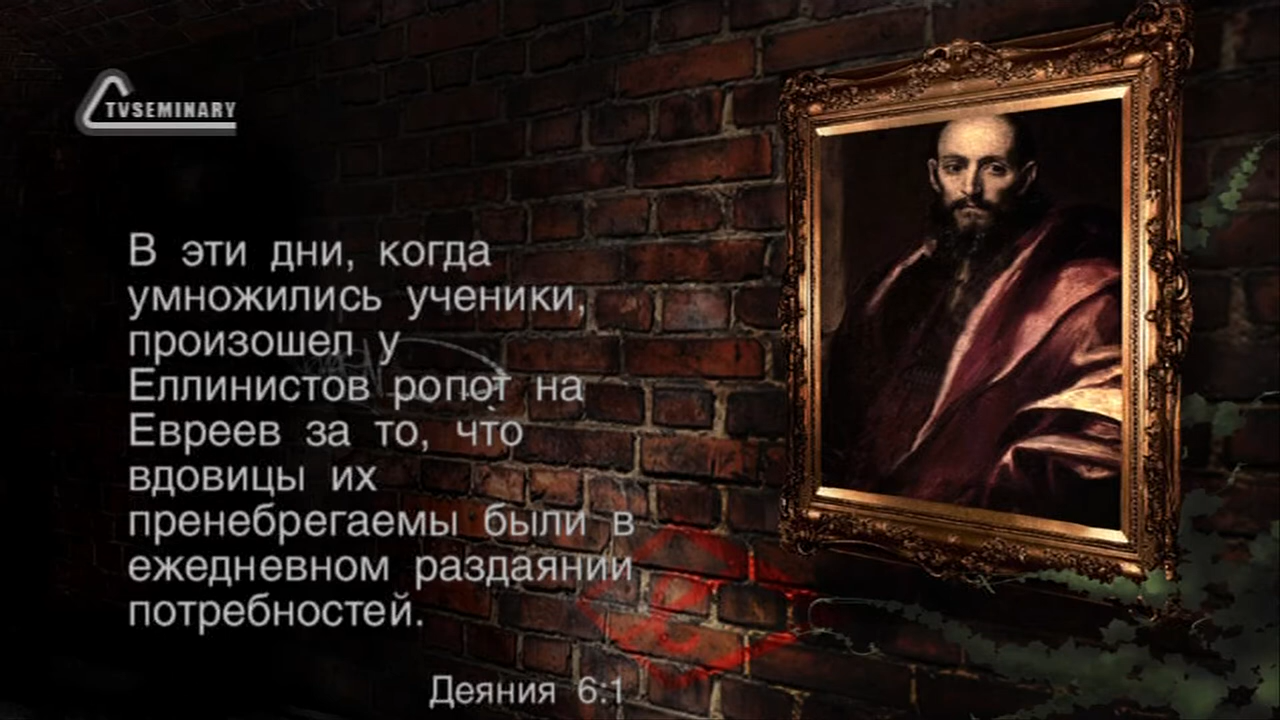 TVSEMINARY
В эти дни, когда
умножились ученики,
произошел у
Еллинистов ропот на
Евреев за то, что
вдовицы их
пренебрегаемы были в
ежедневном раздаянии
потребностей.
Деяния 6:1